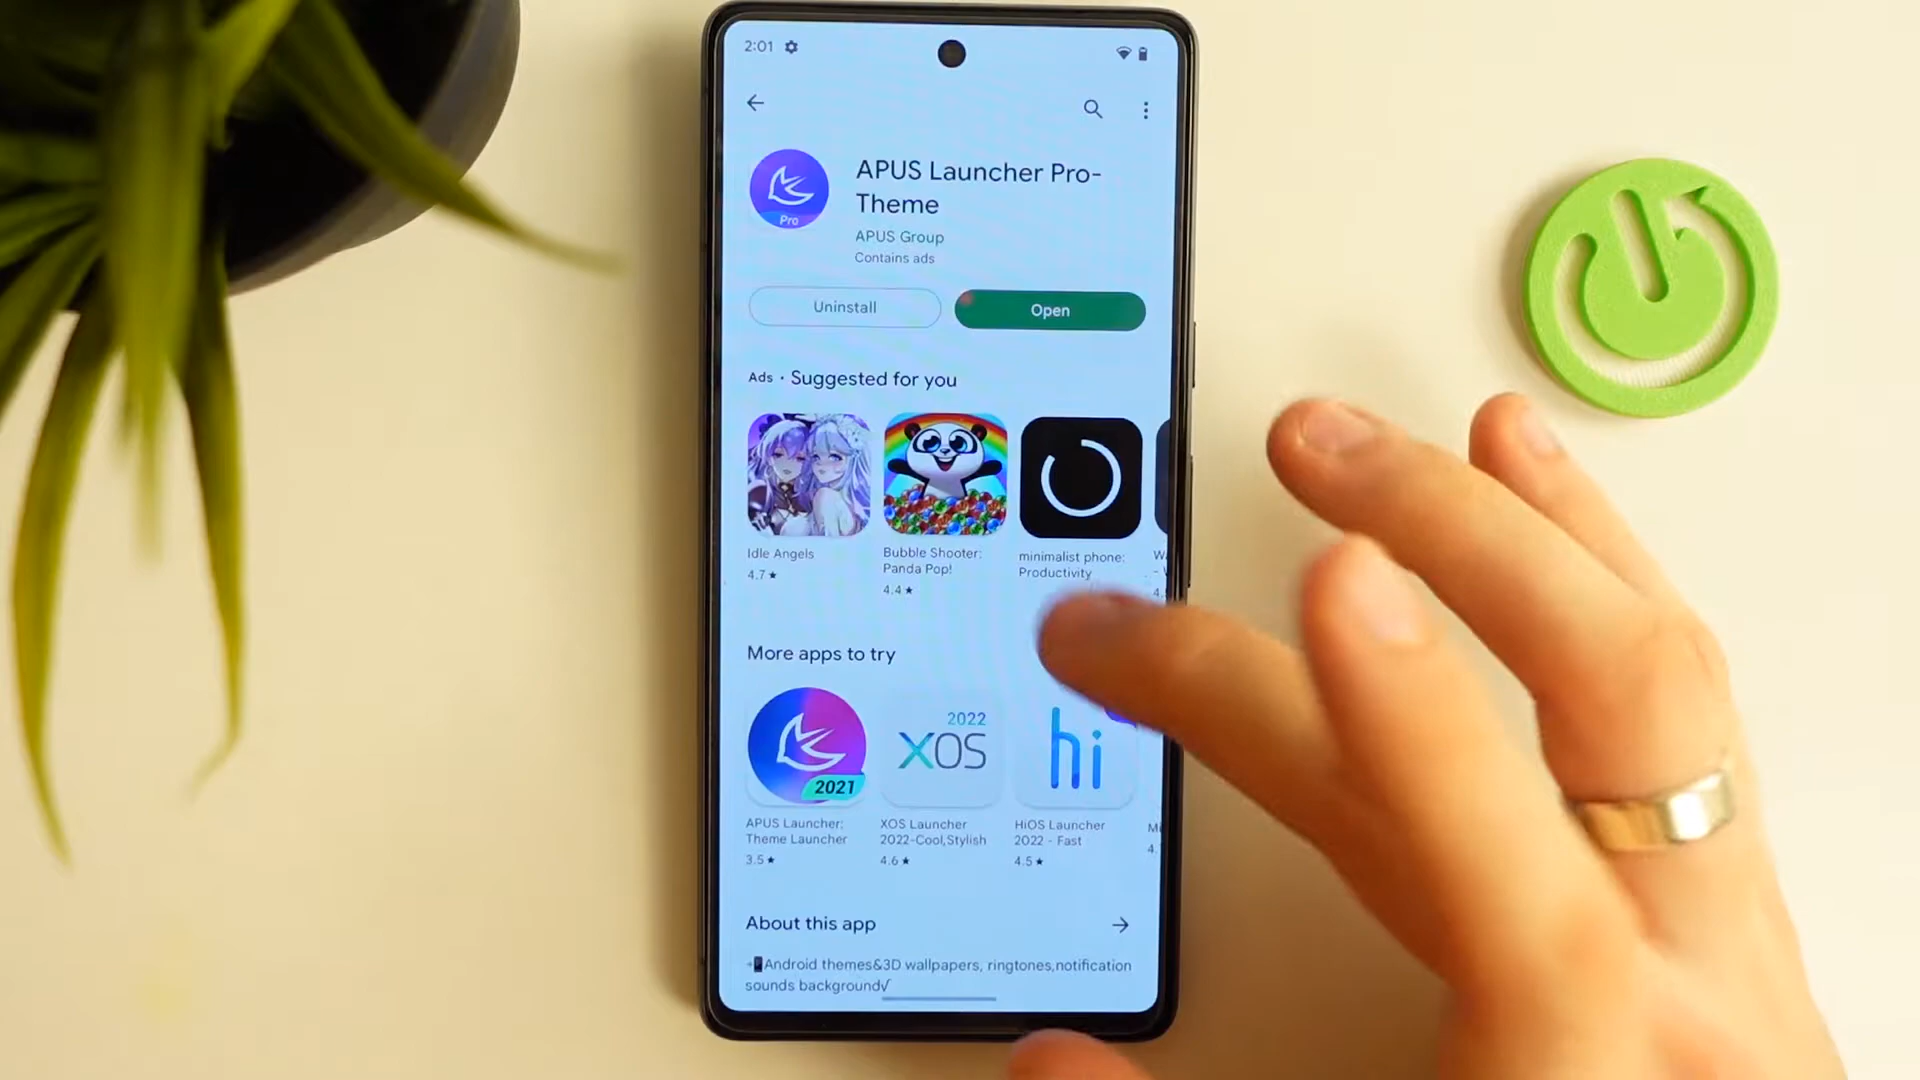 2:01
APUS Launcher Pro-
Theme
Pro
APUS Group
Contains ads
Uninstall
Open
Ads • Suggested for you
Idle Angels
4.7★
Bubble Shooter:
Panda Pop!
4.4★
minimalist phone:
Productivity
More apps to try
2021
2022
XOS
hi
APUS Launcher:
Theme Launcher
3.5★
XOS Launcher
2022-Cool,Stylish
4.6★
HiOS Launcher
2022 - Fast
4.5★
About this app
Android themes&3D wallpapers, ringtones,notification
sounds background√